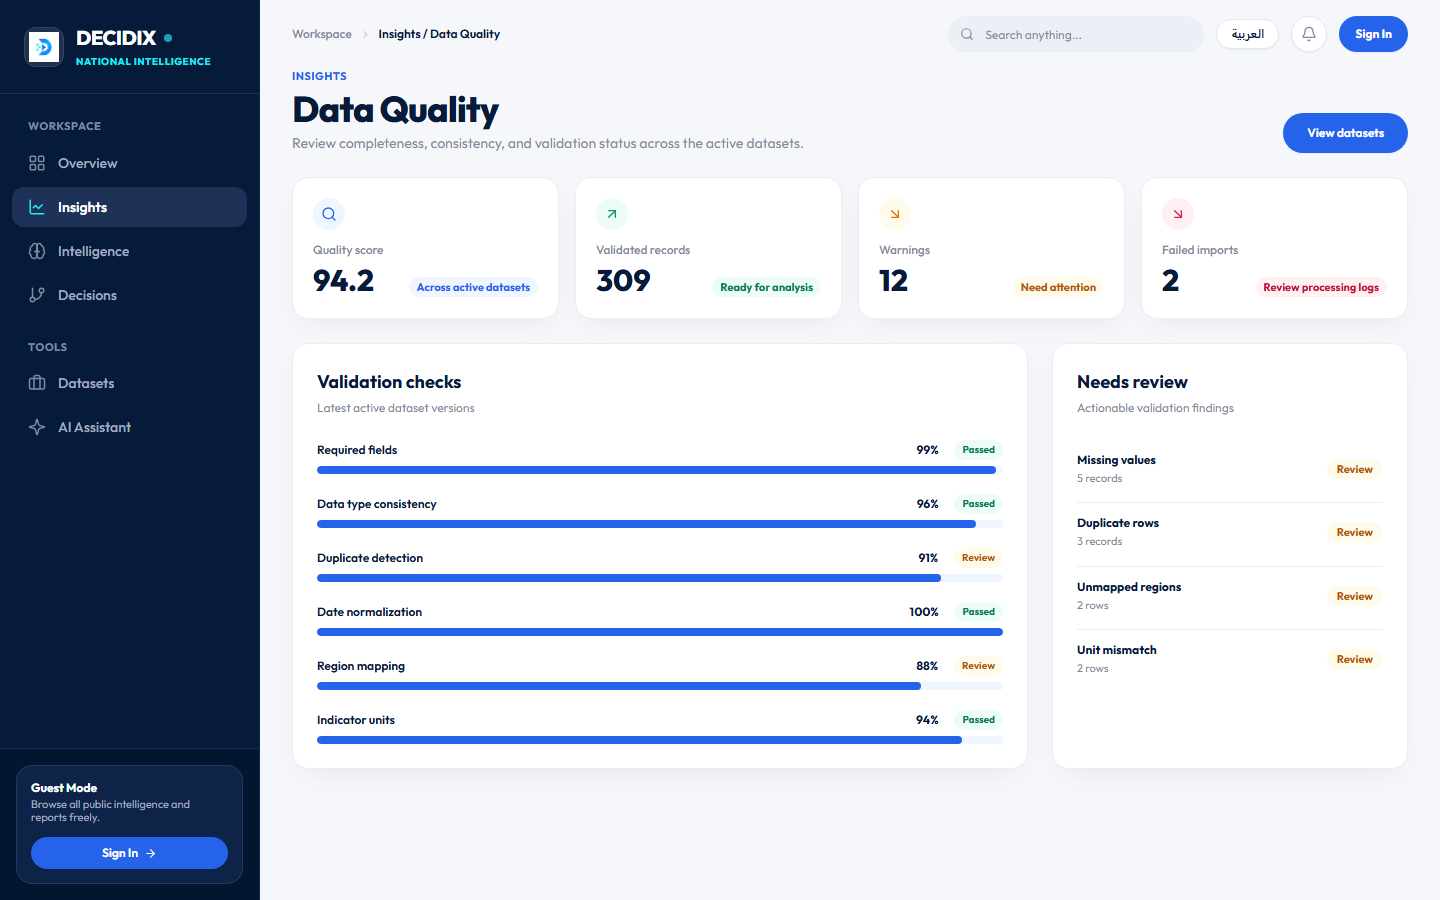 DECIDIX
NATIONAL INTELLIGENCE
WORKSPACE
Overview
Insights
Intelligence
Decisions
TOOLS
Datasets
AI Assistant
Guest Mode
Browse all public intelligence and
reports freely.
Sign In
Workspace
Insights / Data Quality
Search anything...
العربية
Sign In
INSIGHTS
Data Quality
Review completeness, consistency, and validation status across the active datasets.
View datasets
Quality score
94.2
Across active datasets
Validated records
309
Ready for analysis
Warnings
12
Need attention
Failed imports
2
Review processing logs
Validation checks
Latest active dataset versions
Required fields 99% Passed
Data type consistency 96% Passed
Duplicate detection 91% Review
Date normalization 100% Passed
Region mapping 88% Review
Indicator units 94% Passed
Needs review
Actionable validation findings
Missing values
5 records
Review
Duplicate rows
3 records
Review
Unmapped regions
2 rows
Review
Unit mismatch
2 rows
Review